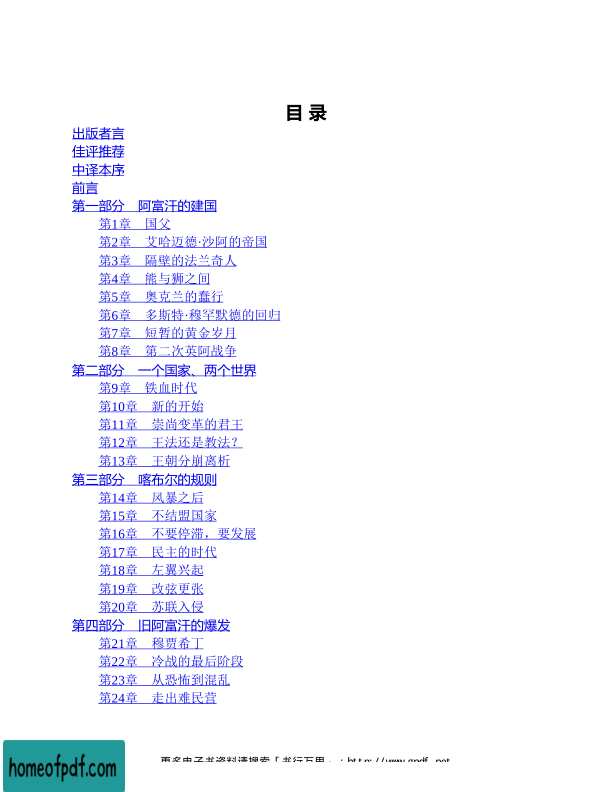 目 录
出版者言
佳评推荐
中译本序
前言
第一部分 阿富汗的建国
第1章 国父
第2章 艾哈迈德·沙阿的帝国
第3章 隔壁的法兰奇人
第4章 熊与狮之间
第5章 奥克兰的蠢行
第6章 多斯特·穆罕默德的回归
第7章 短暂的黄金岁月
第8章 第二次英阿战争
第二部分 一个国家、两个世界
第9章 铁血时代
第10章 新的开始
第11章 崇尚变革的君王
第12章 王法还是教法？
第13章 王朝分崩离析
第三部分 喀布尔的规则
第14章 风暴之后
第15章 不结盟国家
第16章 不要停滞，要发展
第17章 民主的时代
第18章 左翼兴起
第19章 改弦更张
第20章 苏联入侵
第四部分 旧阿富汗的爆发
第21章 穆贾希丁
第22章 冷战的最后阶段
第23章 从恐怖到混乱
第24章 走出难民营
更多电子书资料请搜索「书行万里」：http://www.gpdf.net
homeofpdf.com